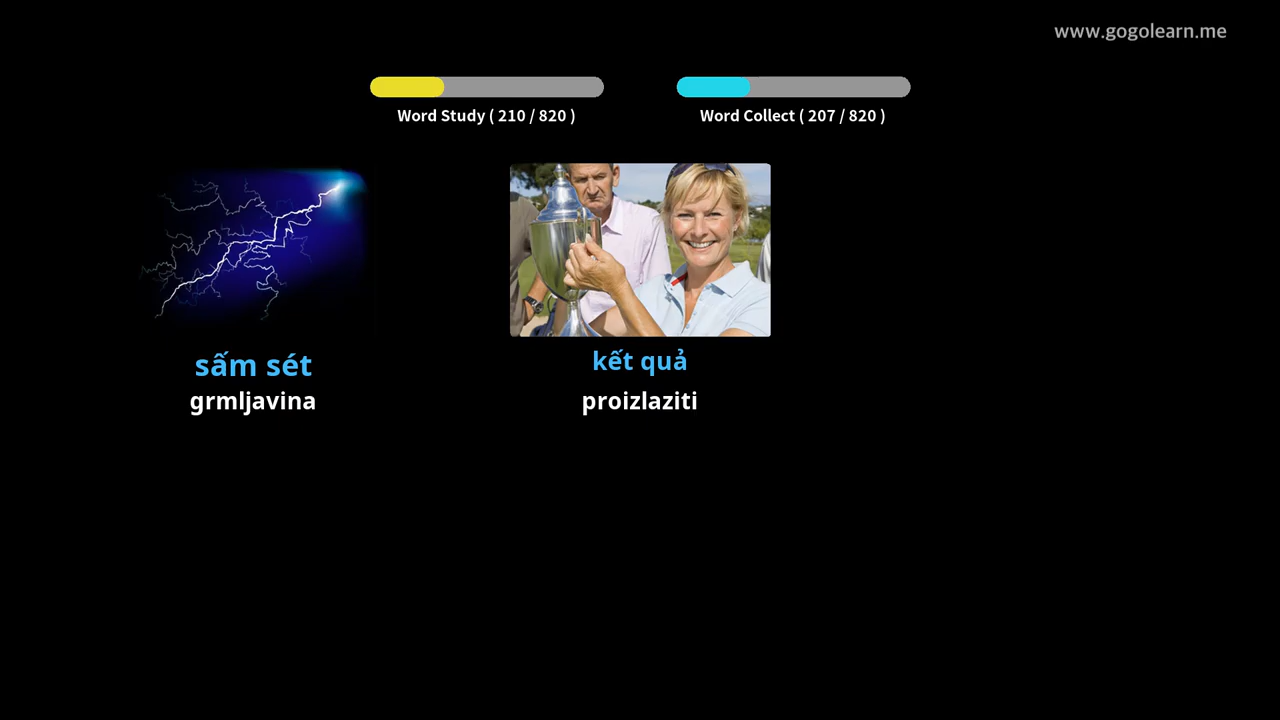 www.gogolearn.me
Word Study ( 210 / 820 )
Word Collect ( 207 / 820 )
sấm sét
grmljavina
kết quả
proizlaziti